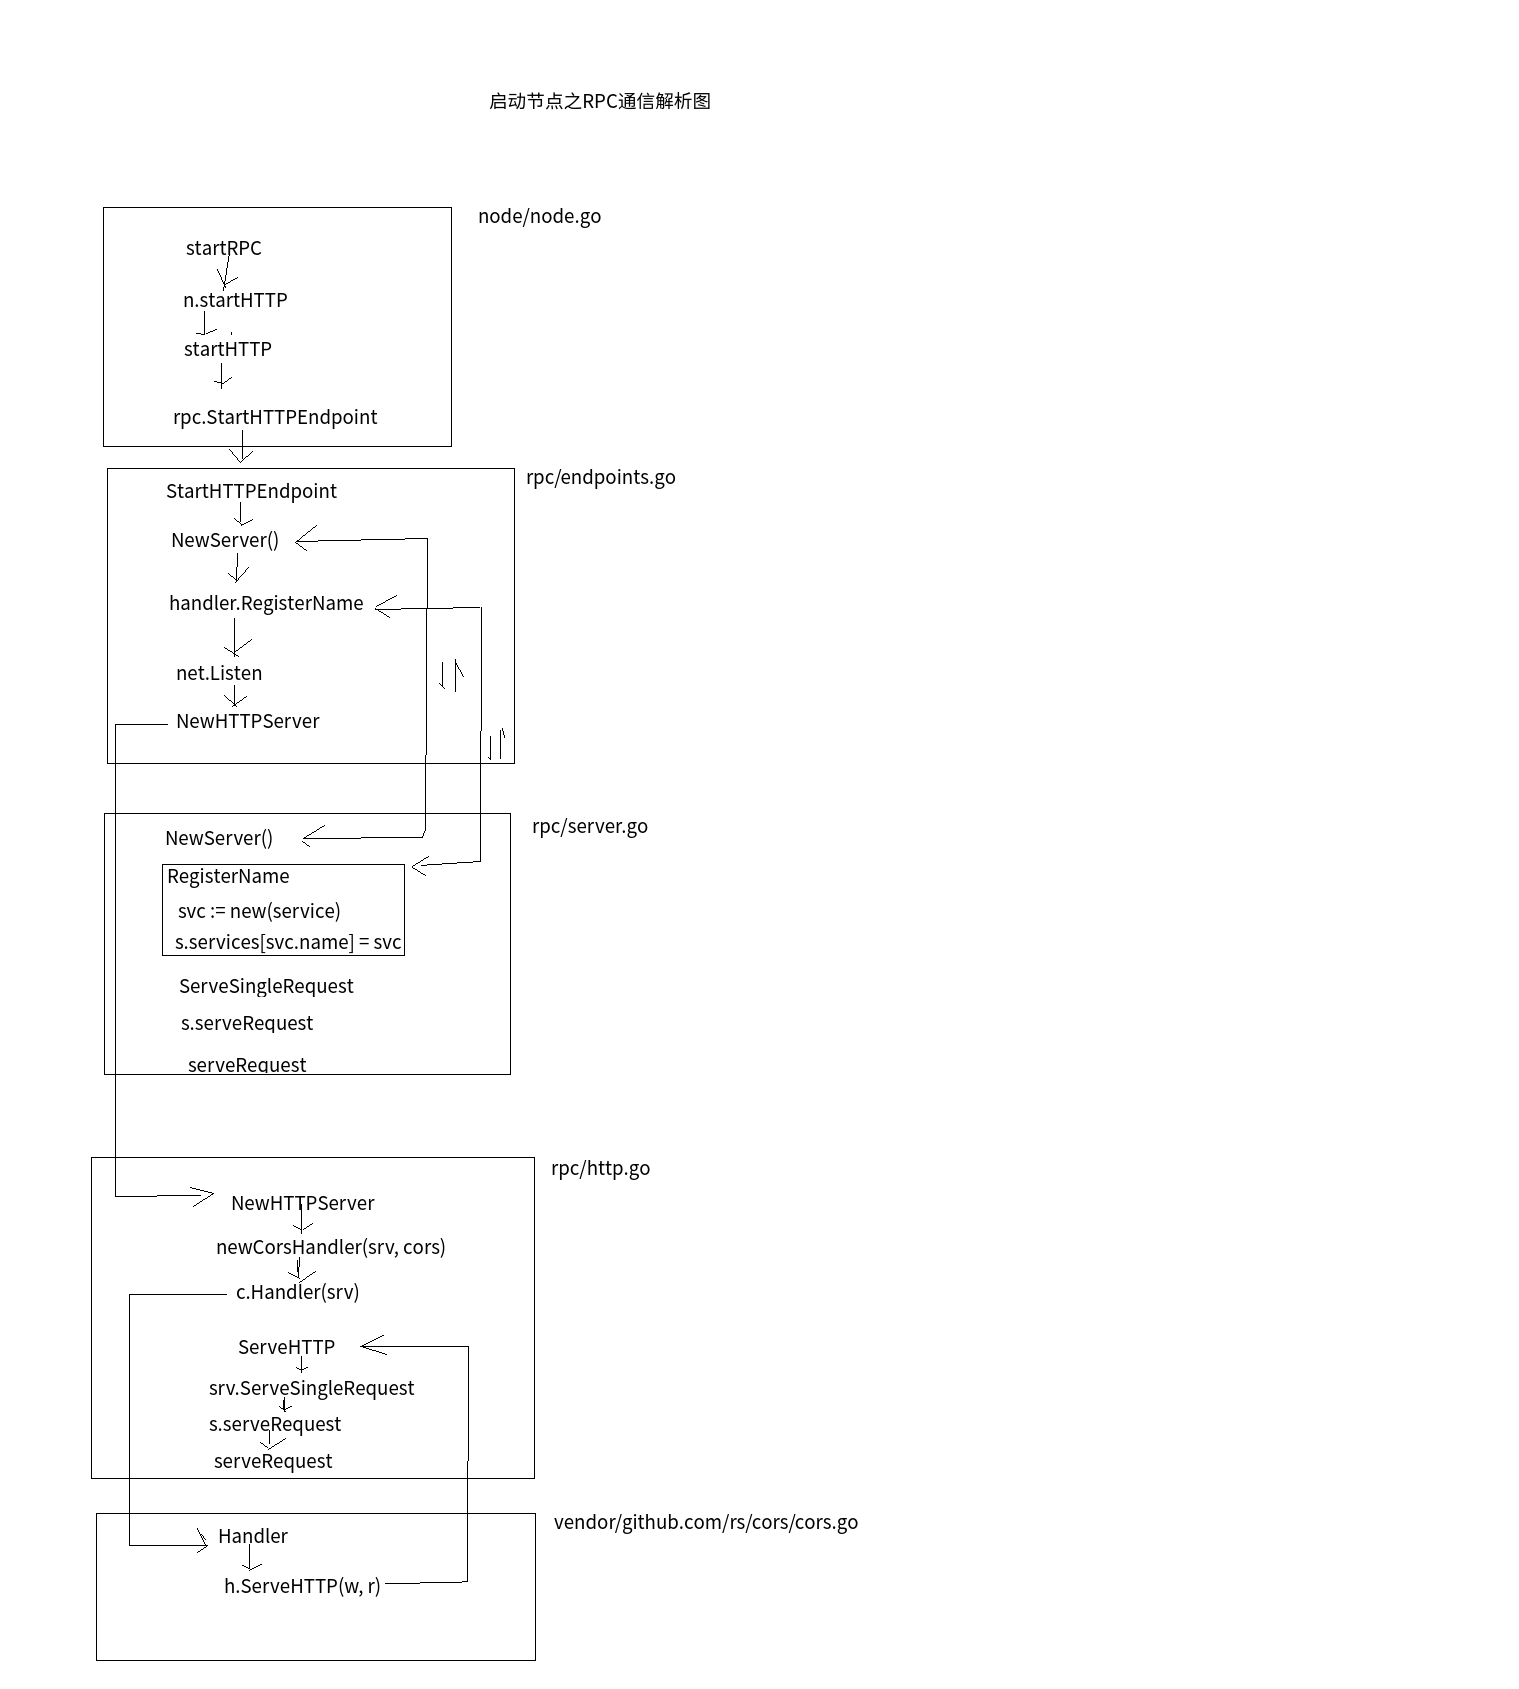 启动节点之RPC通信解析图
node/node.go
startRPC
n.startHTTP
startHTTP
rpc.StartHTTPEndpoint
rpc/endpoints.go
StartHTTPEndpoint
NewServer()
handler.RegisterName
net.Listen
NewHTTPServer
rpc/server.go
NewServer()
RegisterName
svc := new(service)
s.services[svc.name] = svc
ServeSingleRequest
s.serveRequest
serveRequest
rpc/http.go
NewHTTPServer
newCorsHandler(srv, cors)
c.Handler(srv)
ServeHTTP
srv.ServeSingleRequest
s.serveRequest
serveRequest
vendor/github.com/rs/cors/cors.go
Handler
h.ServeHTTP(w, r)